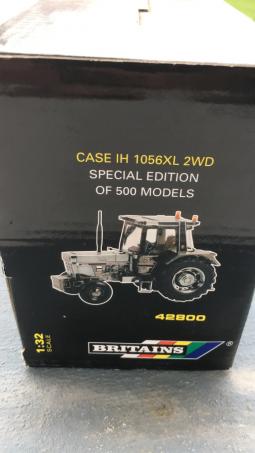 CASE IH 1056XL 2WD
SPECIAL EDITION
OF 500 MODELS
42800
1:32
SCALE
BRITAINS ®